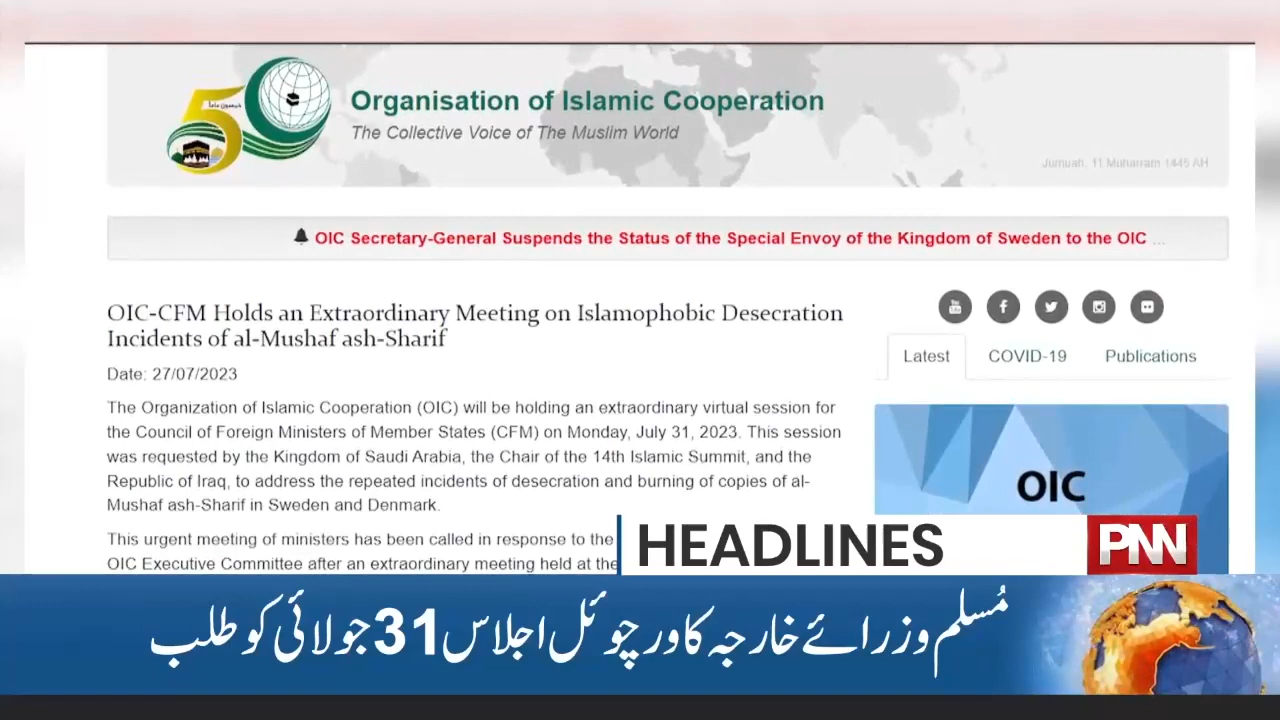 خمسون عاما
Organisation of Islamic Cooperation
The Collective Voice of The Muslim World
Jumuah, 11 Muharram 1445 AH
OIC Secretary-General Suspends the Status of the Special Envoy of the Kingdom of Sweden to the OIC ...
OIC-CFM Holds an Extraordinary Meeting on Islamophobic Desecration
Incidents of al-Mushaf ash-Sharif
Date: 27/07/2023
The Organization of Islamic Cooperation (OIC) will be holding an extraordinary virtual session for
the Council of Foreign Ministers of Member States (CFM) on Monday, July 31, 2023. This session
was requested by the Kingdom of Saudi Arabia, the Chair of the 14th Islamic Summit, and the
Republic of Iraq, to address the repeated incidents of desecration and burning of copies of al-
Mushaf ash-Sharif in Sweden and Denmark.
This urgent meeting of ministers has been called in response to the
OIC Executive Committee after an extraordinary meeting held at the
You Tube
Latest COVID-19 Publications
OIC
HEADLINES
PNN
مُسلم وزرائے خارجہ کا ورچوئل اجلاس 31 جولائی کو طلب